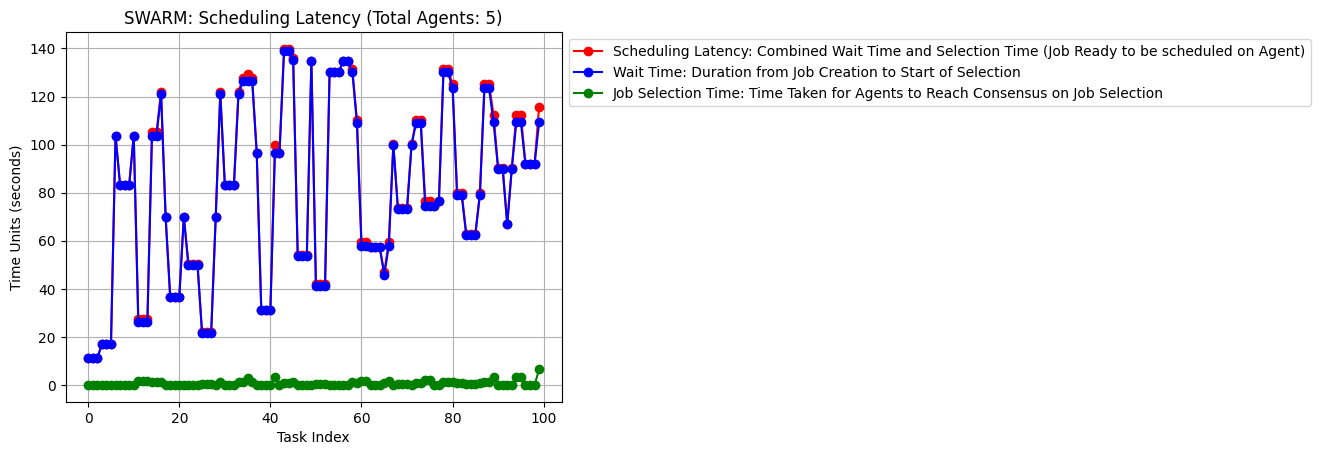 SWARM: Scheduling Latency (Total Agents: 5)
Scheduling Latency: Combined Wait Time and Selection Time (Job Ready to be scheduled on Agent)
Wait Time: Duration from Job Creation to Start of Selection
Job Selection Time: Time Taken for Agents to Reach Consensus on Job Selection
Time Units (seconds)
140
120
100
80
60
40
20
0
0 20 40 60 80 100
Task Index